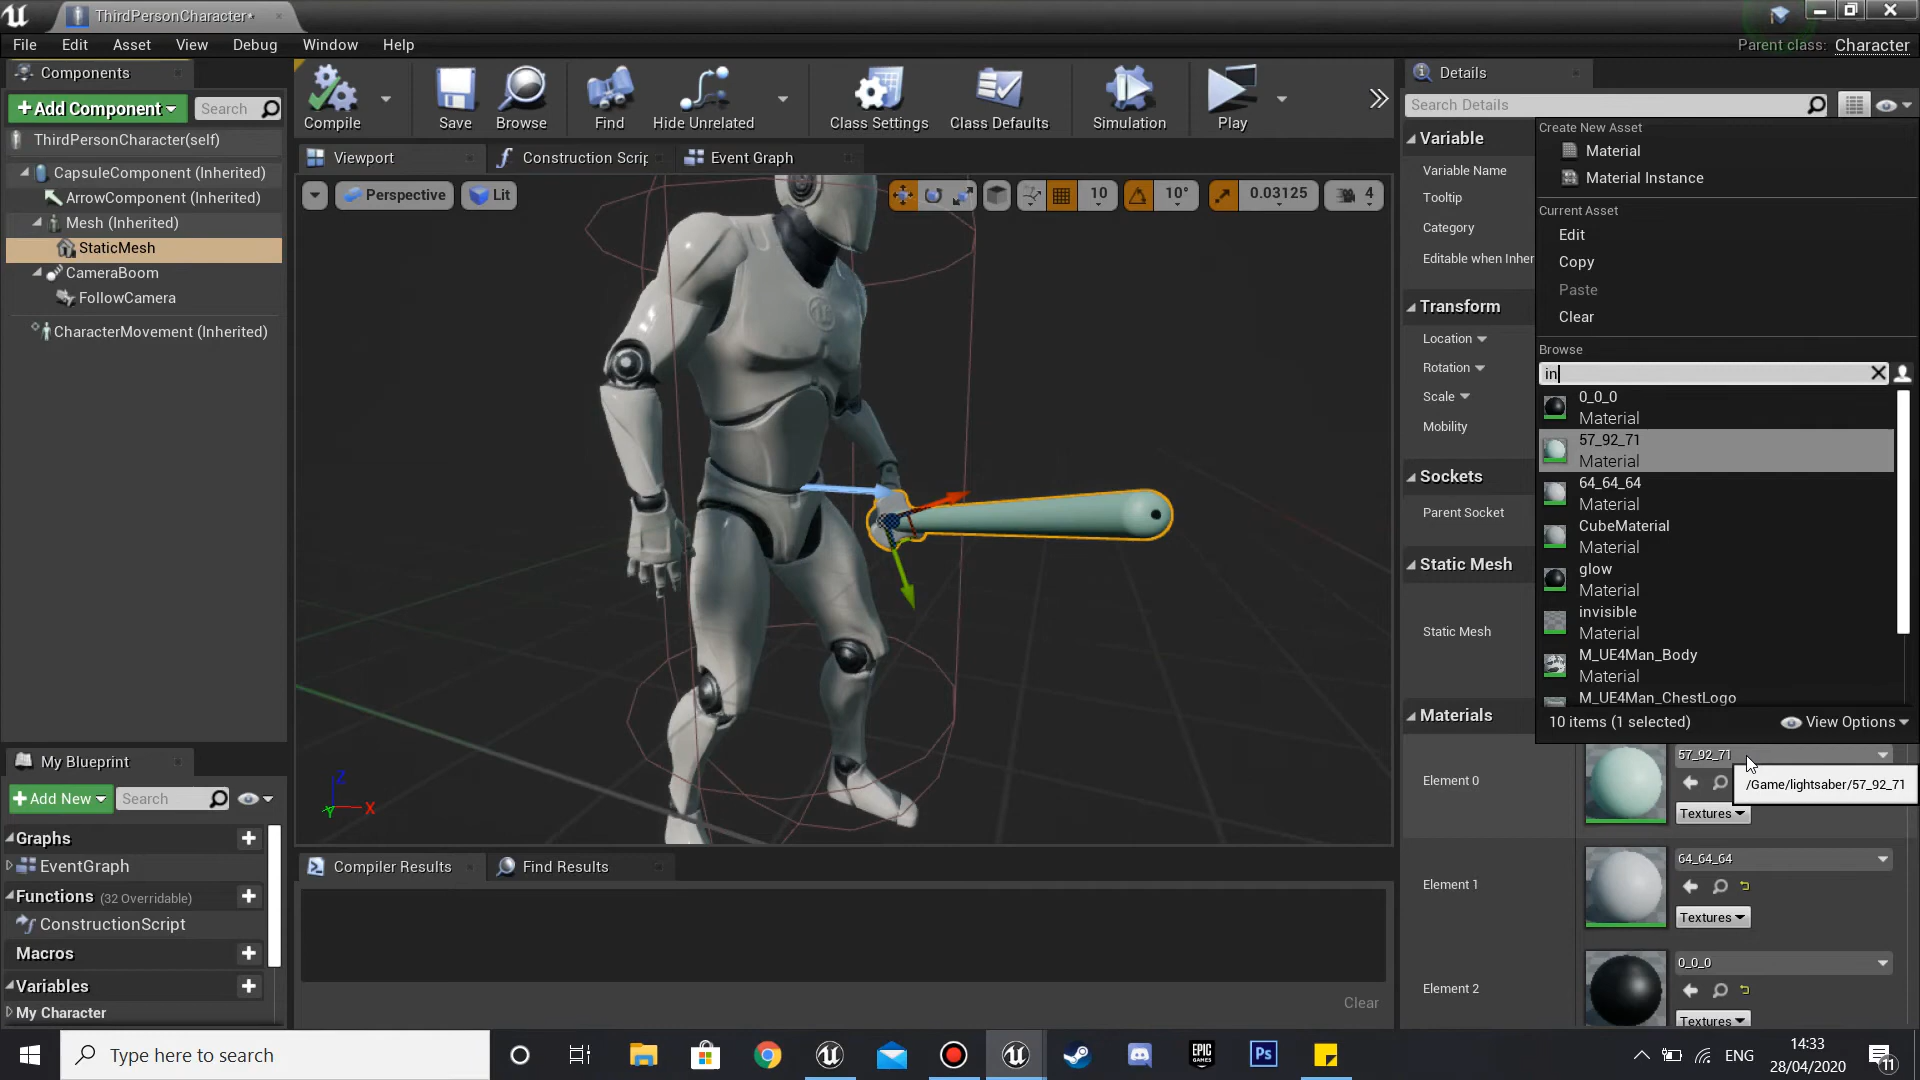 ThirdPersonCharacter*
File Edit Asset View Debug Window Help
Parent class: Character
Components
+Add Component Search
ThirdPersonCharacter(self)
CapsuleComponent (Inherited)
ArrowComponent (Inherited)
Mesh (Inherited)
StaticMesh
CameraBoom
FollowCamera
CharacterMovement (Inherited)
Compile Save Browse Find Hide Unrelated Class Settings Class Defaults Simulation Play
Viewport Construction Scrip Event Graph
Perspective Lit 10 10° 0.03125 4
Z
X
Y
My Blueprint
+Add New Search
Graphs
EventGraph
Functions (32 Overridable)
ConstructionScript
Macros
Variables
My Character
Compiler Results Find Results
Clear
Details
Search Details
Variable
Variable Name
Tooltip
Category
Editable when Inher
Transform
Location
Rotation
Scale
Mobility
Sockets
Parent Socket
Static Mesh
Static Mesh
Materials
Element 0
57_92_71
Textures
Element 1
64_64_64
Textures
Element 2
0_0_0
Textures
Create New Asset
Material
Material Instance
Current Asset
Edit
Copy
Paste
Clear
Browse
in
0_0_0
Material
57_92_71
Material
64_64_64
Material
CubeMaterial
Material
glow
Material
invisible
Material
M_UE4Man_Body
Material
M_UE4Man_ChestLogo
10 items (1 selected) View Options
/Game/lightsaber/57_92_71
Type here to search
Ps
EPIC GAMES
ENG
14:33
28/04/2020
11